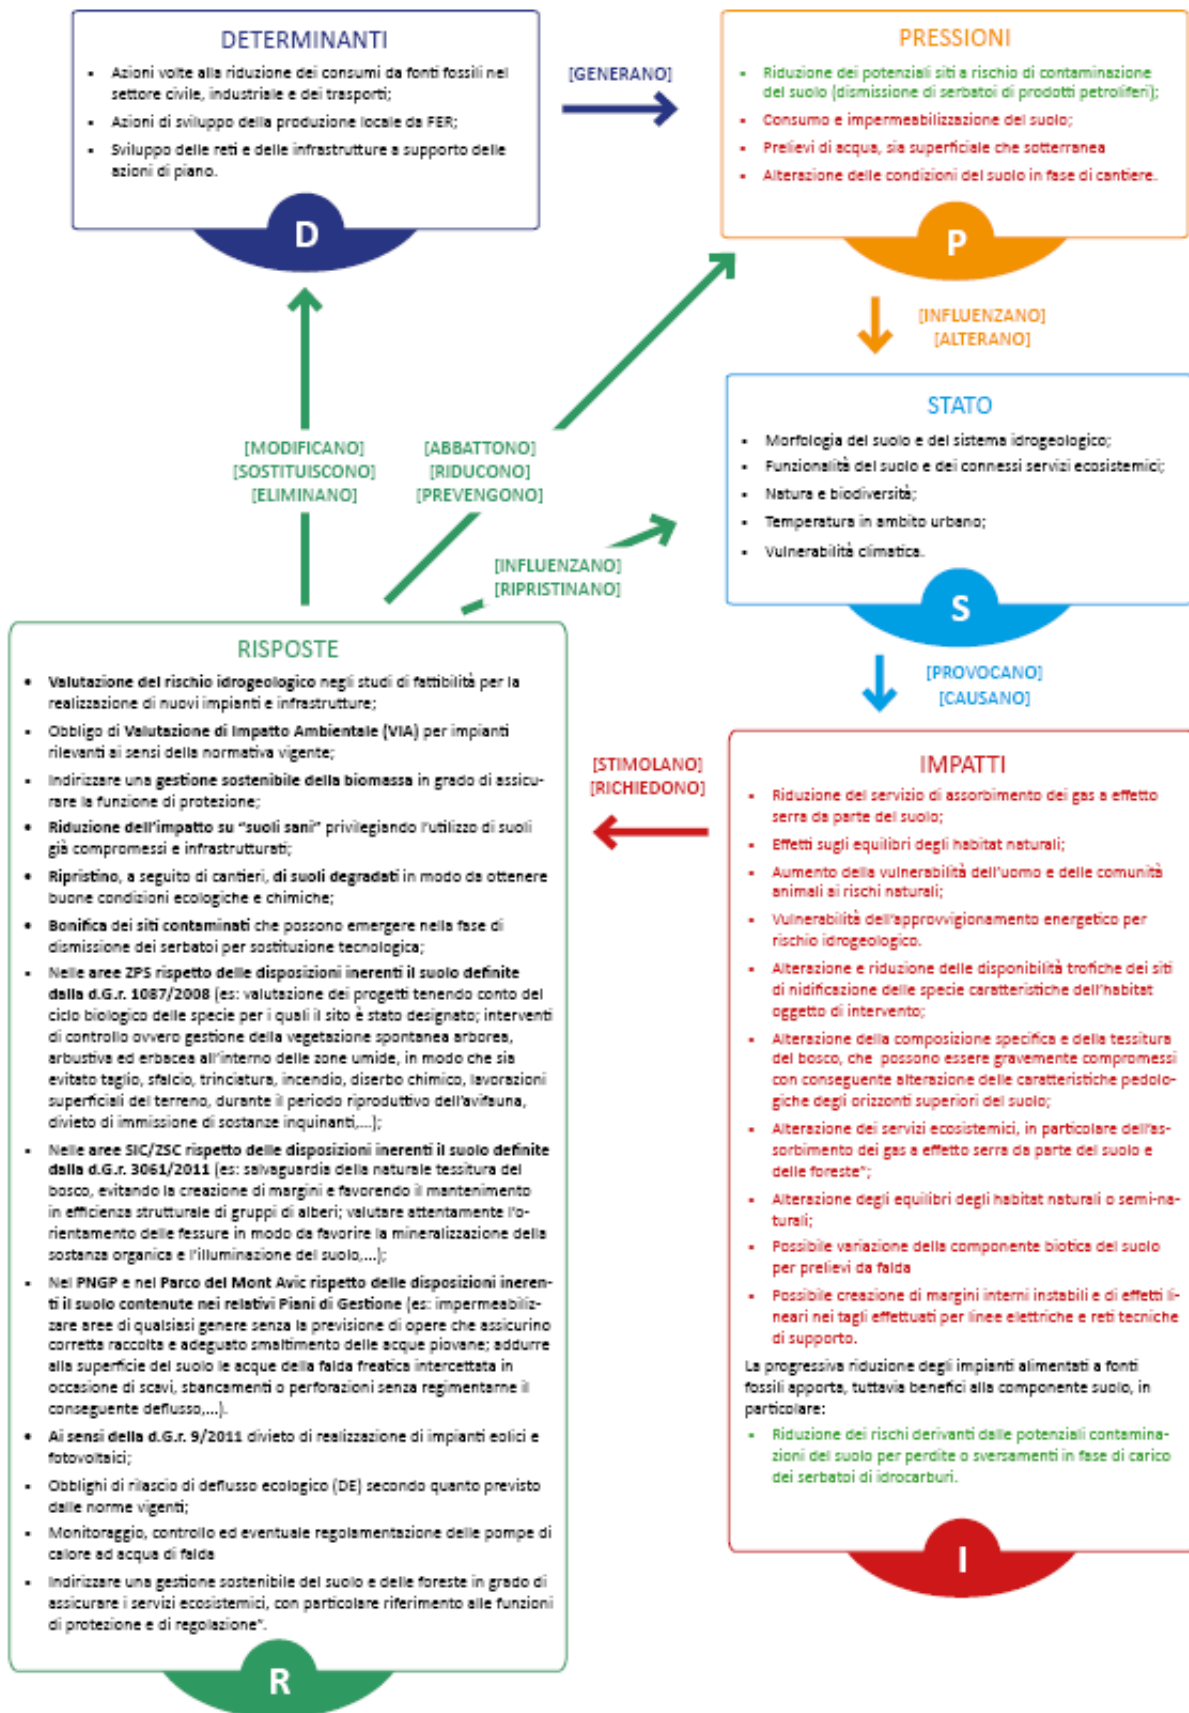 DETERMINANTI
• Azioni volte alla riduzione dei consumi da fonti fossili nel
settore civile, industriale e dei trasporti;
• Azioni di sviluppo della produzione locale da FER;
• Sviluppo delle reti e delle infrastrutture a supporto delle
azioni di piano.
D
[GENERANO]
PRESSIONI
• Riduzione dei potenziali siti a rischio di contaminazione
del suolo (dismissione di serbatoi di prodotti petroliferi);
• Consumo e impermeabilizzazione del suolo;
• Prelievi di acqua, sia superficiale che sotterranea
• Alterazione delle condizioni del suolo in fase di cantiere.
P
[INFLUENZANO]
[ALTERANO]
STATO
• Morfologia del suolo e del sistema idrogeologico;
• Funzionalità del suolo e dei connessi servizi ecosistemici;
• Natura e biodiversità;
• Temperatura in ambito urbano;
• Vulnerabilità climatica.
S
[MODIFICANO]
[SOSTITUISCONO]
[ELIMINANO]
[ABBATTONO]
[RIDUCONO]
[PREVENGONO]
[INFLUENZANO]
[RIPRISTINANO]
[PROVOCANO]
[CAUSANO]
[STIMOLANO]
[RICHIEDONO]
RISPOSTE
• Valutazione del rischio idrogeologico negli studi di fattibilità per la
realizzazione di nuovi impianti e infrastrutture;
• Obbligo di Valutazione di Impatto Ambientale (VIA) per impianti
rilevanti ai sensi della normativa vigente;
• Indirizzare una gestione sostenibile della biomassa in grado di assicu-
rare la funzione di protezione;
• Riduzione dell'impatto su "suoli sani" privilegiando l'utilizzo di suoli
già compromessi e infrastrutturati;
• Ripristino, a seguito di cantieri, di suoli degradati in modo da ottenere
buone condizioni ecologiche e chimiche;
• Bonifica dei siti contaminati che possono emergere nella fase di
dismissione dei serbatoi per sostituzione tecnologica;
• Nelle aree ZPS rispetto delle disposizioni inerenti il suolo definite
dalla d.G.r. 1087/2008 (es: valutazione dei progetti tenendo conto del
ciclo biologico delle specie per i quali il sito è stato designato; interventi
di controllo ovvero gestione della vegetazione spontanea arborea,
arbustiva ed erbacea all'interno delle zone umide, in modo che sia
evitato taglio, sfalcio, trinciatura, incendio, diserbo chimico, lavorazioni
superficiali del terreno, durante il periodo riproduttivo dell'avifauna,
divieto di immissione di sostanze inquinanti,...);
• Nelle aree SIC/ZSC rispetto delle disposizioni inerenti il suolo definite
dalla d.G.r. 3061/2011 (es: salvaguardia della naturale tessitura del
bosco, evitando la creazione di margini e favorendo il mantenimento
in efficienza strutturale di gruppi di alberi; valutare attentamente l'o-
rientamento delle fessure in modo da favorire la mineralizzazione della
sostanza organica e l'illuminazione del suolo,...);
• Nel PNGP e nel Parco del Mont Avic rispetto delle disposizioni ineren-
ti il suolo contenute nei relativi Piani di Gestione (es: impermeabiliz-
zare aree di qualsiasi genere senza la previsione di opere che assicurino
corretta raccolta e adeguato smaltimento delle acque piovane; addurre
alla superficie del suolo le acque della falda freatica intercettata in
occasione di scavi, sbancamenti o perforazioni senza regimentarne il
conseguente deflusso,...).
• Ai sensi della d.G.r. 9/2011 divieto di realizzazione di impianti eolici e
fotovoltaici;
• Obblighi di rilascio di deflusso ecologico (DE) secondo quanto previsto
dalle norme vigenti;
• Monitoraggio, controllo ed eventuale regolamentazione delle pompe di
calore ad acqua di falda
• Indirizzare una gestione sostenibile del suolo e delle foreste in grado di
assicurare i servizi ecosistemici, con particolare riferimento alle funzioni
di protezione e di regolazione".
R
IMPATTI
• Riduzione del servizio di assorbimento dei gas a effetto
serra da parte del suolo;
• Effetti sugli equilibri degli habitat naturali;
• Aumento della vulnerabilità dell'uomo e delle comunità
animali ai rischi naturali;
• Vulnerabilità dell'approvvigionamento energetico per
rischio idrogeologico.
• Alterazione e riduzione delle disponibilità trofiche dei siti
di nidificazione delle specie caratteristiche dell'habitat
oggetto di intervento;
• Alterazione della composizione specifica e della tessitura
del bosco, che possono essere gravemente compromessi
con conseguente alterazione delle caratteristiche pedolo-
giche degli orizzonti superiori del suolo;
• Alterazione dei servizi ecosistemici, in particolare dell'as-
sorbimento dei gas a effetto serra da parte del suolo e
delle foreste";
• Alterazione degli equilibri degli habitat naturali o semi-na-
turali;
• Possibile variazione della componente biotica del suolo
per prelievi da falda
• Possibile creazione di margini interni instabili e di effetti li-
neari nei tagli effettuati per linee elettriche e reti tecniche
di supporto.
La progressiva riduzione degli impianti alimentati a fonti
fossili apporta, tuttavia benefici alla componente suolo, in
particolare:
• Riduzione dei rischi derivanti dalle potenziali contamina-
zioni del suolo per perdite o sversamenti in fase di carico
dei serbatoi di idrocarburi.
I